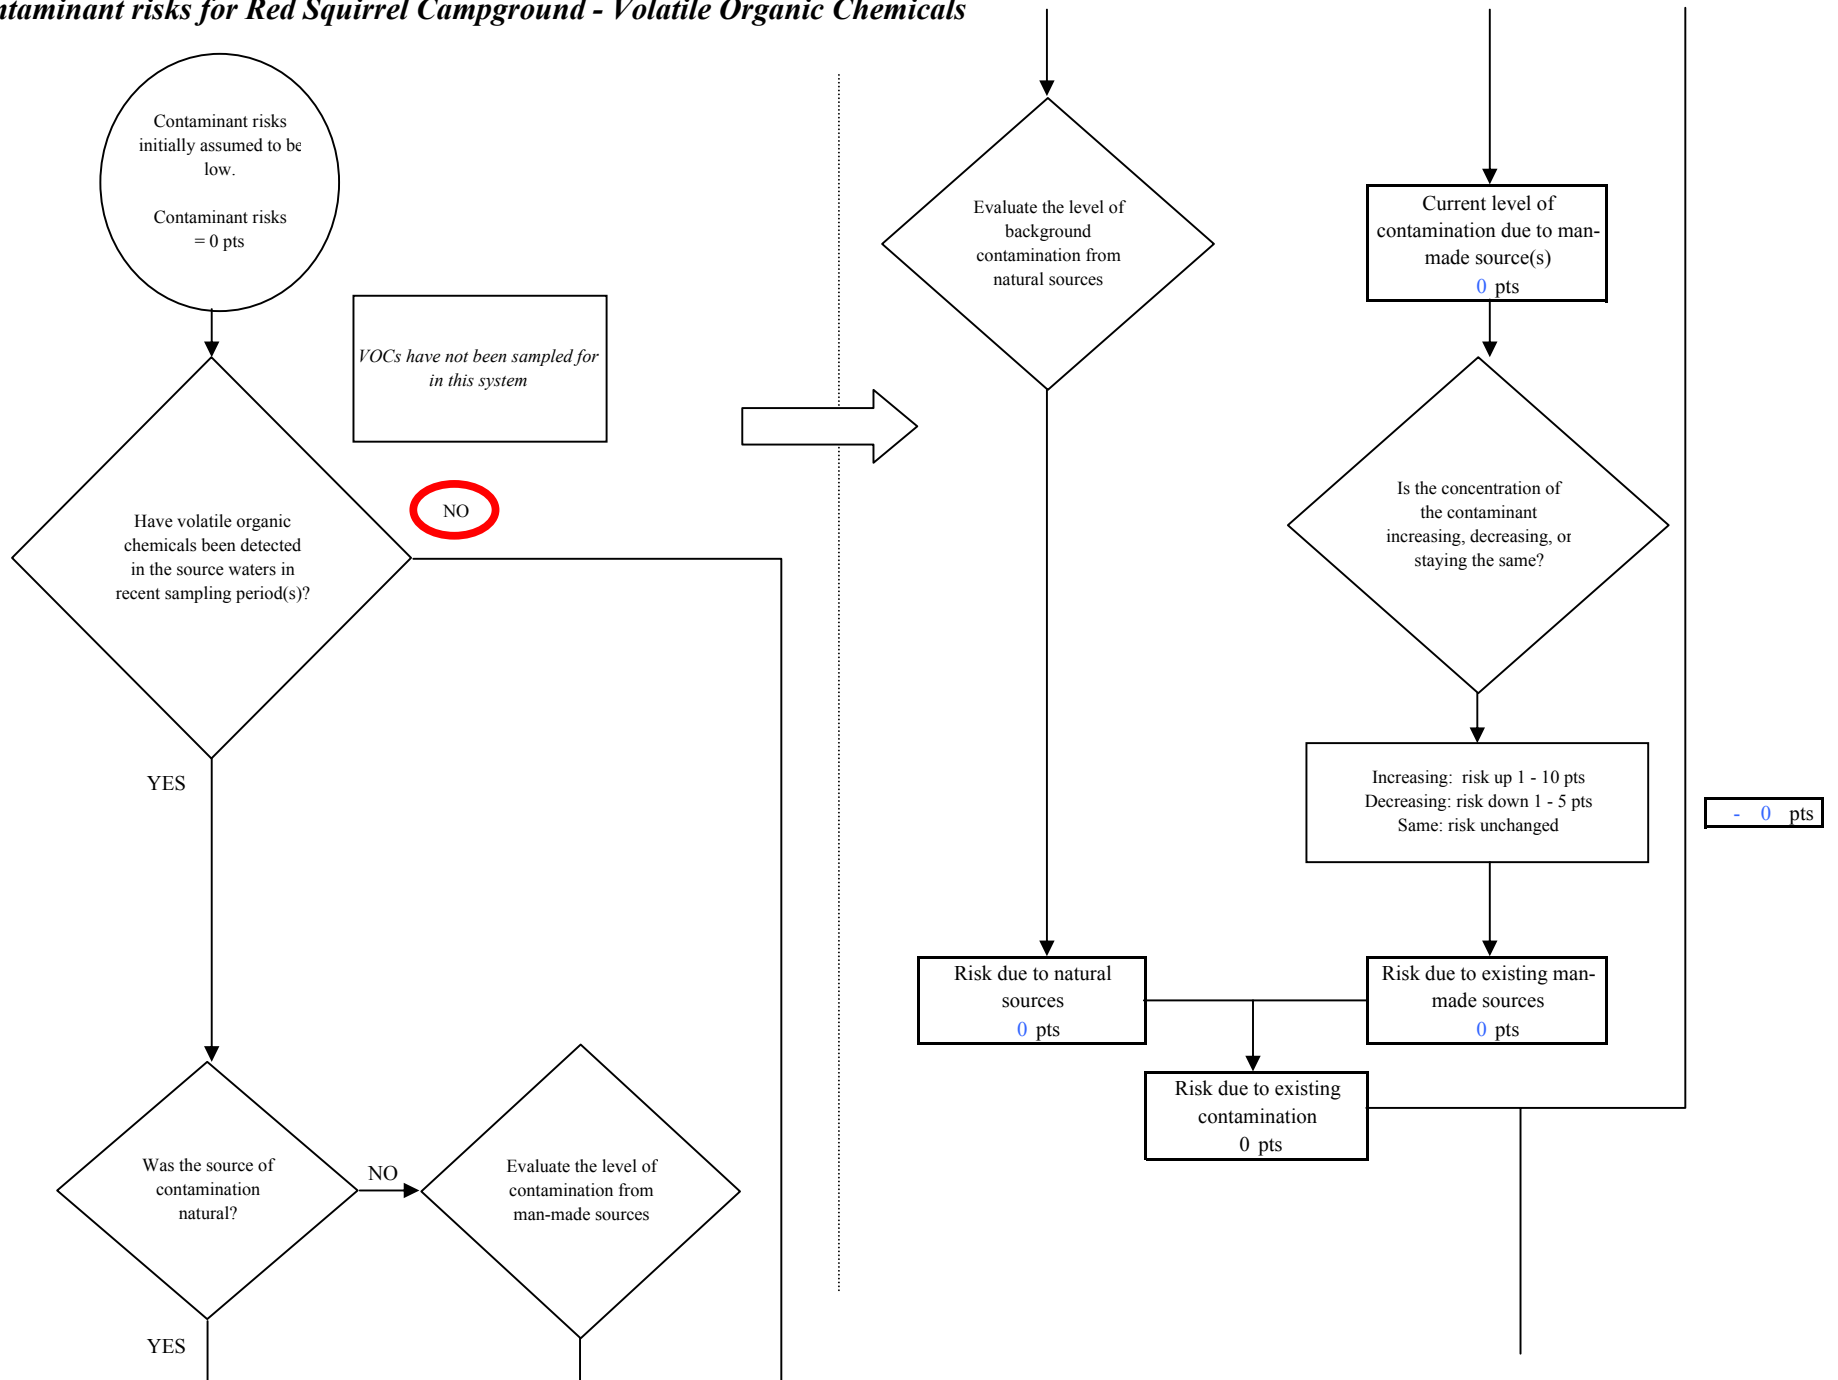 ntaminant risks for Red Squirrel Campground - Volatile Organic Chemicals
Contaminant risks
initially assumed to be
low.
Contaminant risks
= 0 pts
VOCs have not been sampled for
in this system
NO
Have volatile organic
chemicals been detected
in the source waters in
recent sampling period(s)?
YES
Was the source of
contamination
natural?
NO
Evaluate the level of
contamination from
man-made sources
YES
Evaluate the level of
background
contamination from
natural sources
Current level of
contamination due to man-
made source(s)
0 pts
Is the concentration of
the contaminant
increasing, decreasing, or
staying the same?
Increasing: risk up 1 - 10 pts
Decreasing: risk down 1 - 5 pts
Same: risk unchanged
- 0 pts
Risk due to natural
sources
0 pts
Risk due to existing man-
made sources
0 pts
Risk due to existing
contamination
0 pts